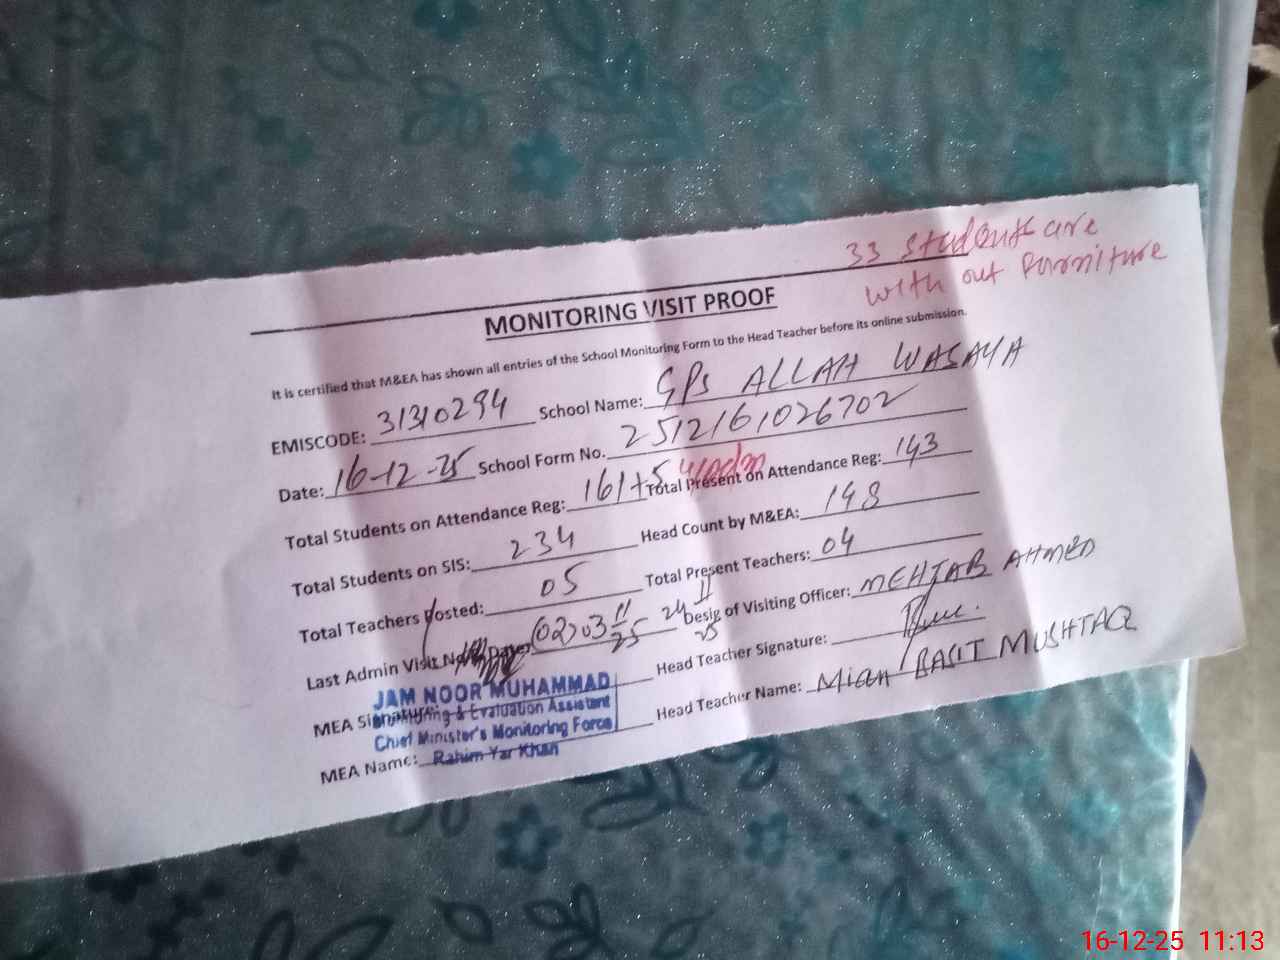 33 students are
with out Furniture
MONITORING VISIT PROOF
It is certified that M&EA has shown all entries of the School Monitoring Form to the Head Teacher before its online submission.
EMISCODE: 31310294 School Name: GPS ALLAH WASAYA
Date: 16-12-25 School Form No. 2512161026702
Total Students on Attendance Reg: 161+5 Total Present on Attendance Reg: 143
Total Students on SIS: 234 Head Count by M&EA: 148
Total Teachers Posted: 05 Total Present Teachers: 04
Last Admin Visit (02) 03 11/25 24 11/25 Desig of Visiting Officer: MEHTAB AHMED
MEA Signature: Head Teacher Signature:
MEA Name: Head Teacher Name: Mian BASIT MUSHTAQ
JAM NOOR MUHAMMAD
Monitoring & Evaluation Assistant
Chief Minister's Monitoring Force
Rahim Yar Khan
16-12-25 11:13